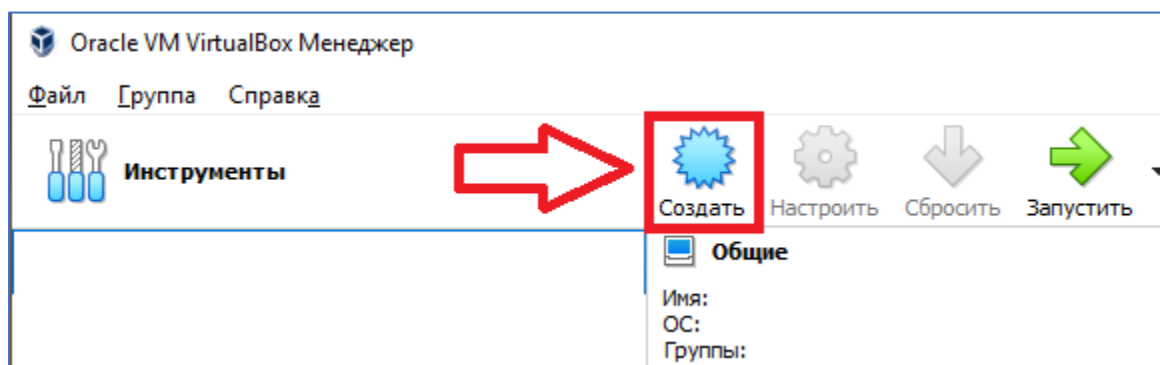 Oracle VM VirtualBox Менеджер
Файл Группа Справка
Инструменты
Создать Настроить Сбросить Запустить
Общие
Имя:
ОС:
Группы: